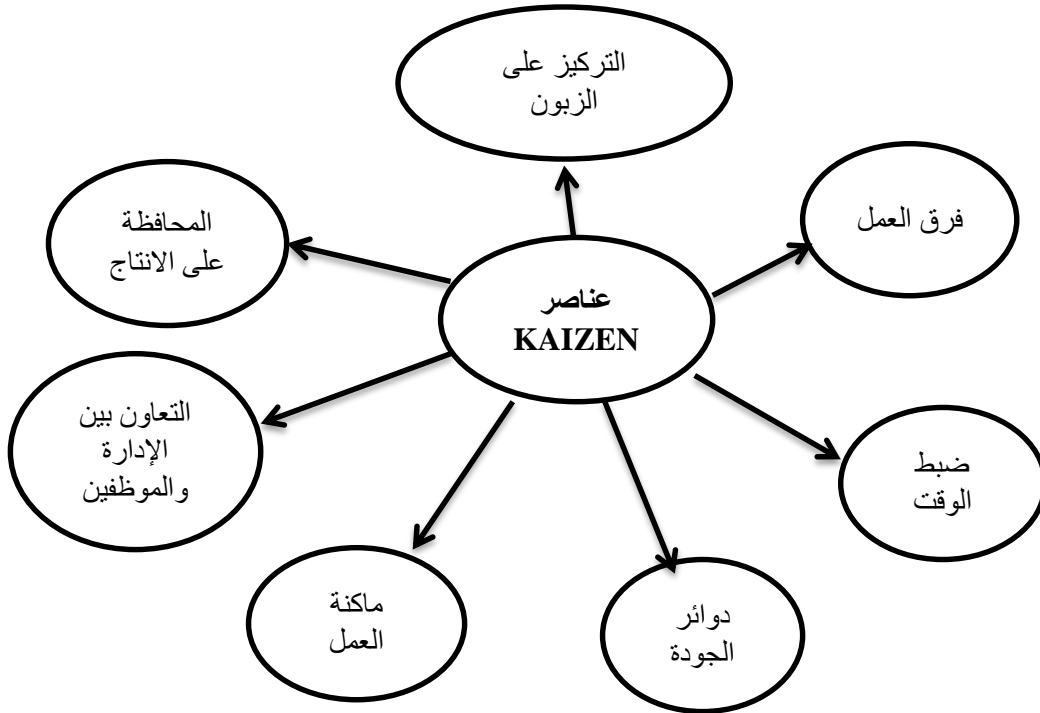 التركيز على
الزبون
فرق العمل
المحافظة
على الانتاج
عناصر
KAIZEN
التعاون بين
الإدارة
والموظفين
ضبط
الوقت
ماكنة
العمل
دوائر
الجودة